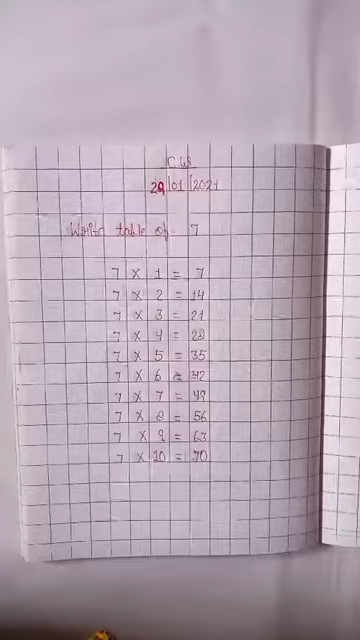 C.W
29/01/2021
Write table of - 7
7 × 1 = 7
7 × 2 = 14
7 × 3 = 21
7 × 4 = 28
7 × 5 = 35
7 × 6 = 42
7 × 7 = 49
7 × 8 = 56
7 × 9 = 63
7 × 10 = 70